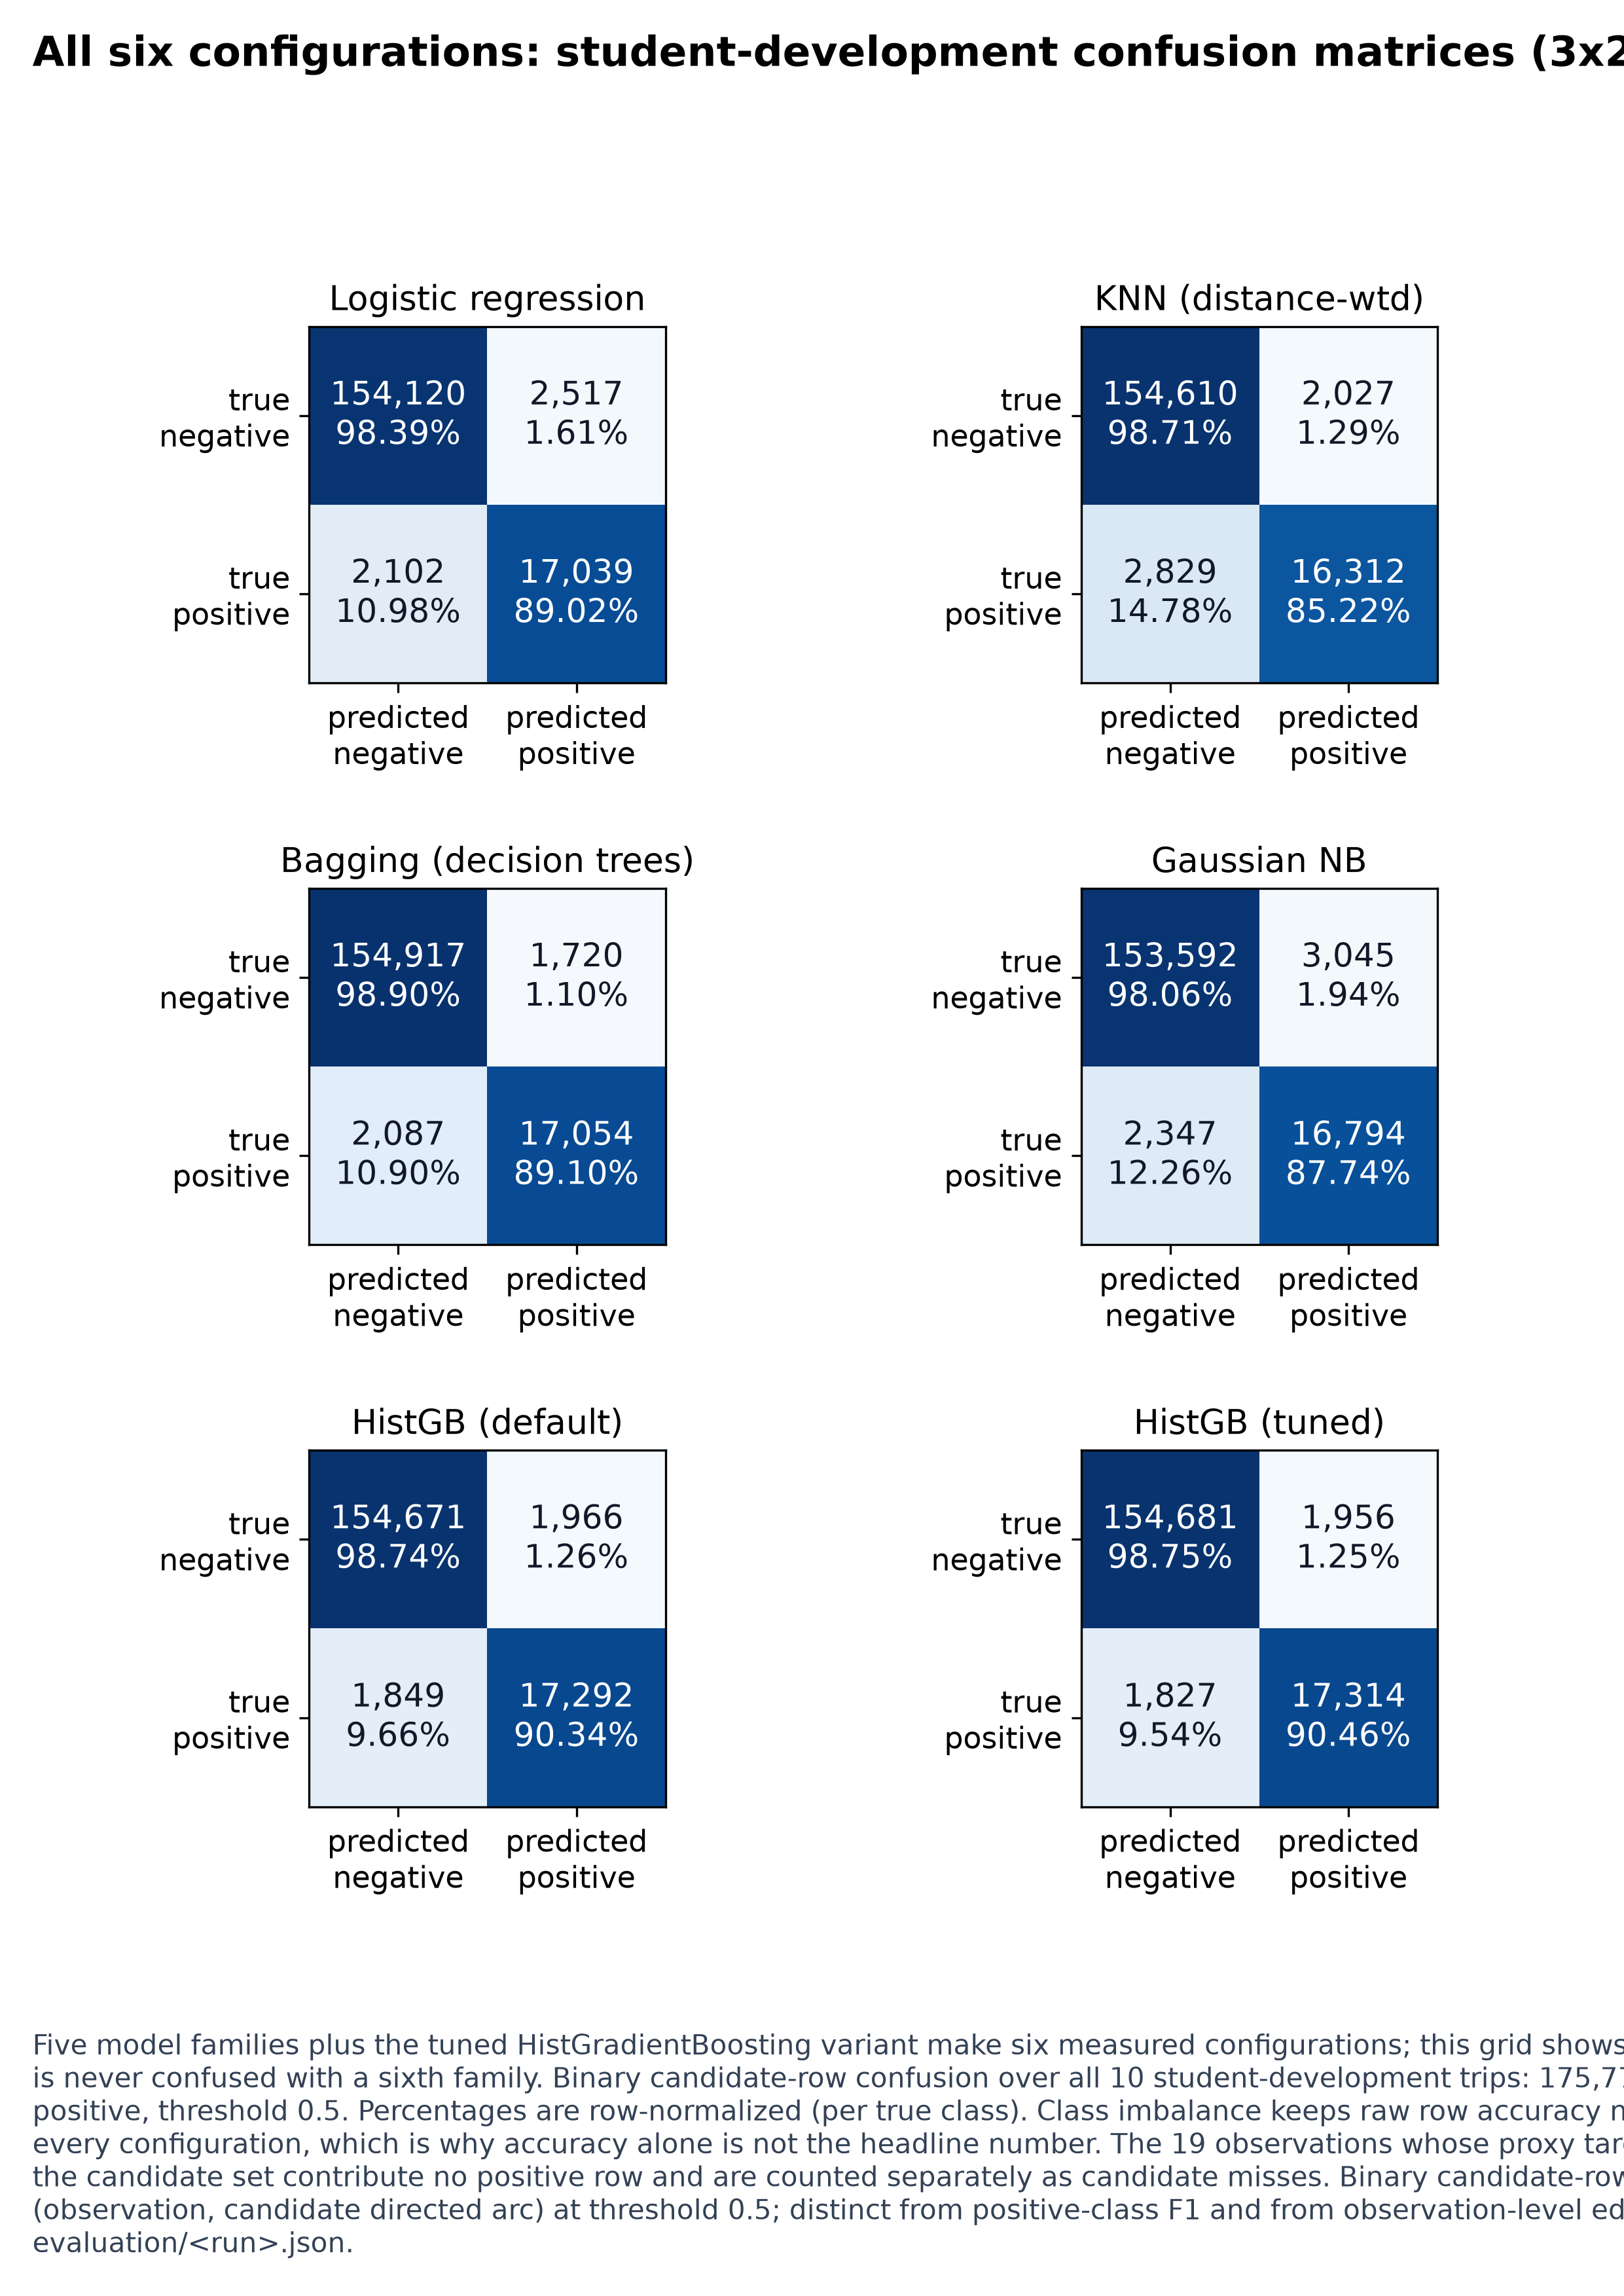 All six configurations: student-development confusion matrices (3x2
Logistic regression
true
negative
154,120
98.39%
2,517
1.61%
true
positive
2,102
10.98%
17,039
89.02%
predicted
negative
predicted
positive
KNN (distance-wtd)
true
negative
154,610
98.71%
2,027
1.29%
true
positive
2,829
14.78%
16,312
85.22%
predicted
negative
predicted
positive
Bagging (decision trees)
true
negative
154,917
98.90%
1,720
1.10%
true
positive
2,087
10.90%
17,054
89.10%
predicted
negative
predicted
positive
Gaussian NB
true
negative
153,592
98.06%
3,045
1.94%
true
positive
2,347
12.26%
16,794
87.74%
predicted
negative
predicted
positive
HistGB (default)
true
negative
154,671
98.74%
1,966
1.26%
true
positive
1,849
9.66%
17,292
90.34%
predicted
negative
predicted
positive
HistGB (tuned)
true
negative
154,681
98.75%
1,956
1.25%
true
positive
1,827
9.54%
17,314
90.46%
predicted
negative
predicted
positive
Five model families plus the tuned HistGradientBoosting variant make six measured configurations; this grid shows
is never confused with a sixth family. Binary candidate-row confusion over all 10 student-development trips:
positive, threshold 0.5. Percentages are row-normalized (per true class). Class imbalance keeps raw row accuracy
every configuration, which is why accuracy alone is not the headline number. The 19 observations whose proxy
the candidate set contribute no positive row and are counted separately as candidate misses. Binary candidate-row
(observation, candidate directed arc) at threshold 0.5; distinct from positive-class F1 and from observation-level
evaluation/<run>.json.